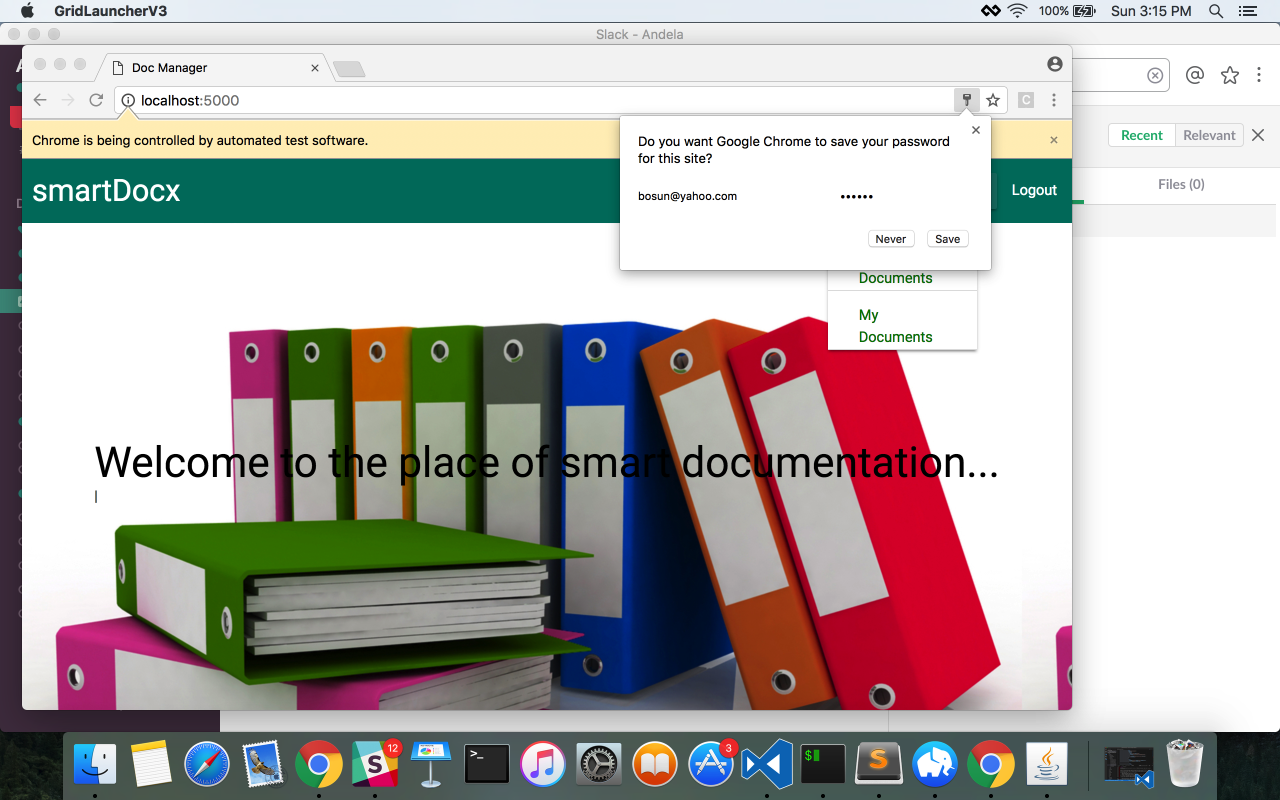 GridLauncherV3
100%
Sun 3:15 PM
Slack - Andela
Doc Manager
localhost:5000
C
Chrome is being controlled by automated test software.
Do you want Google Chrome to save your password
for this site?
bosun@yahoo.com
••••••
Never
Save
Recent
Relevant
Files (0)
smartDocx
Logout
Documents
My
Documents
Welcome to the place of smart documentation...
12
3